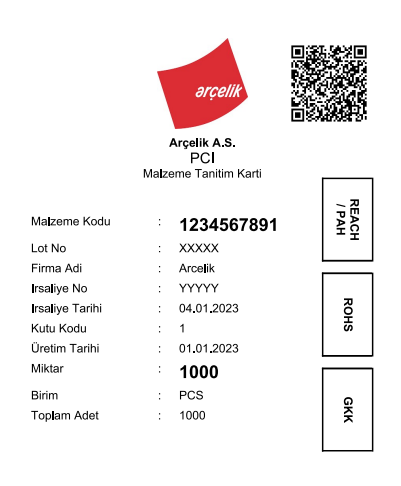 arçelik
Arçelik A.S.
PCI
Malzeme Tanitim Karti
Malzeme Kodu : 1234567891
Lot No : XXXXX
Firma Adi : Arcelik
Irsaliye No : YYYYY
Irsaliye Tarihi : 04.01.2023
Kutu Kodu : 1
Üretim Tarihi : 01.01.2023
Miktar : 1000
Birim : PCS
Toplam Adet : 1000
REACH
/ PAH
ROHS
GKK